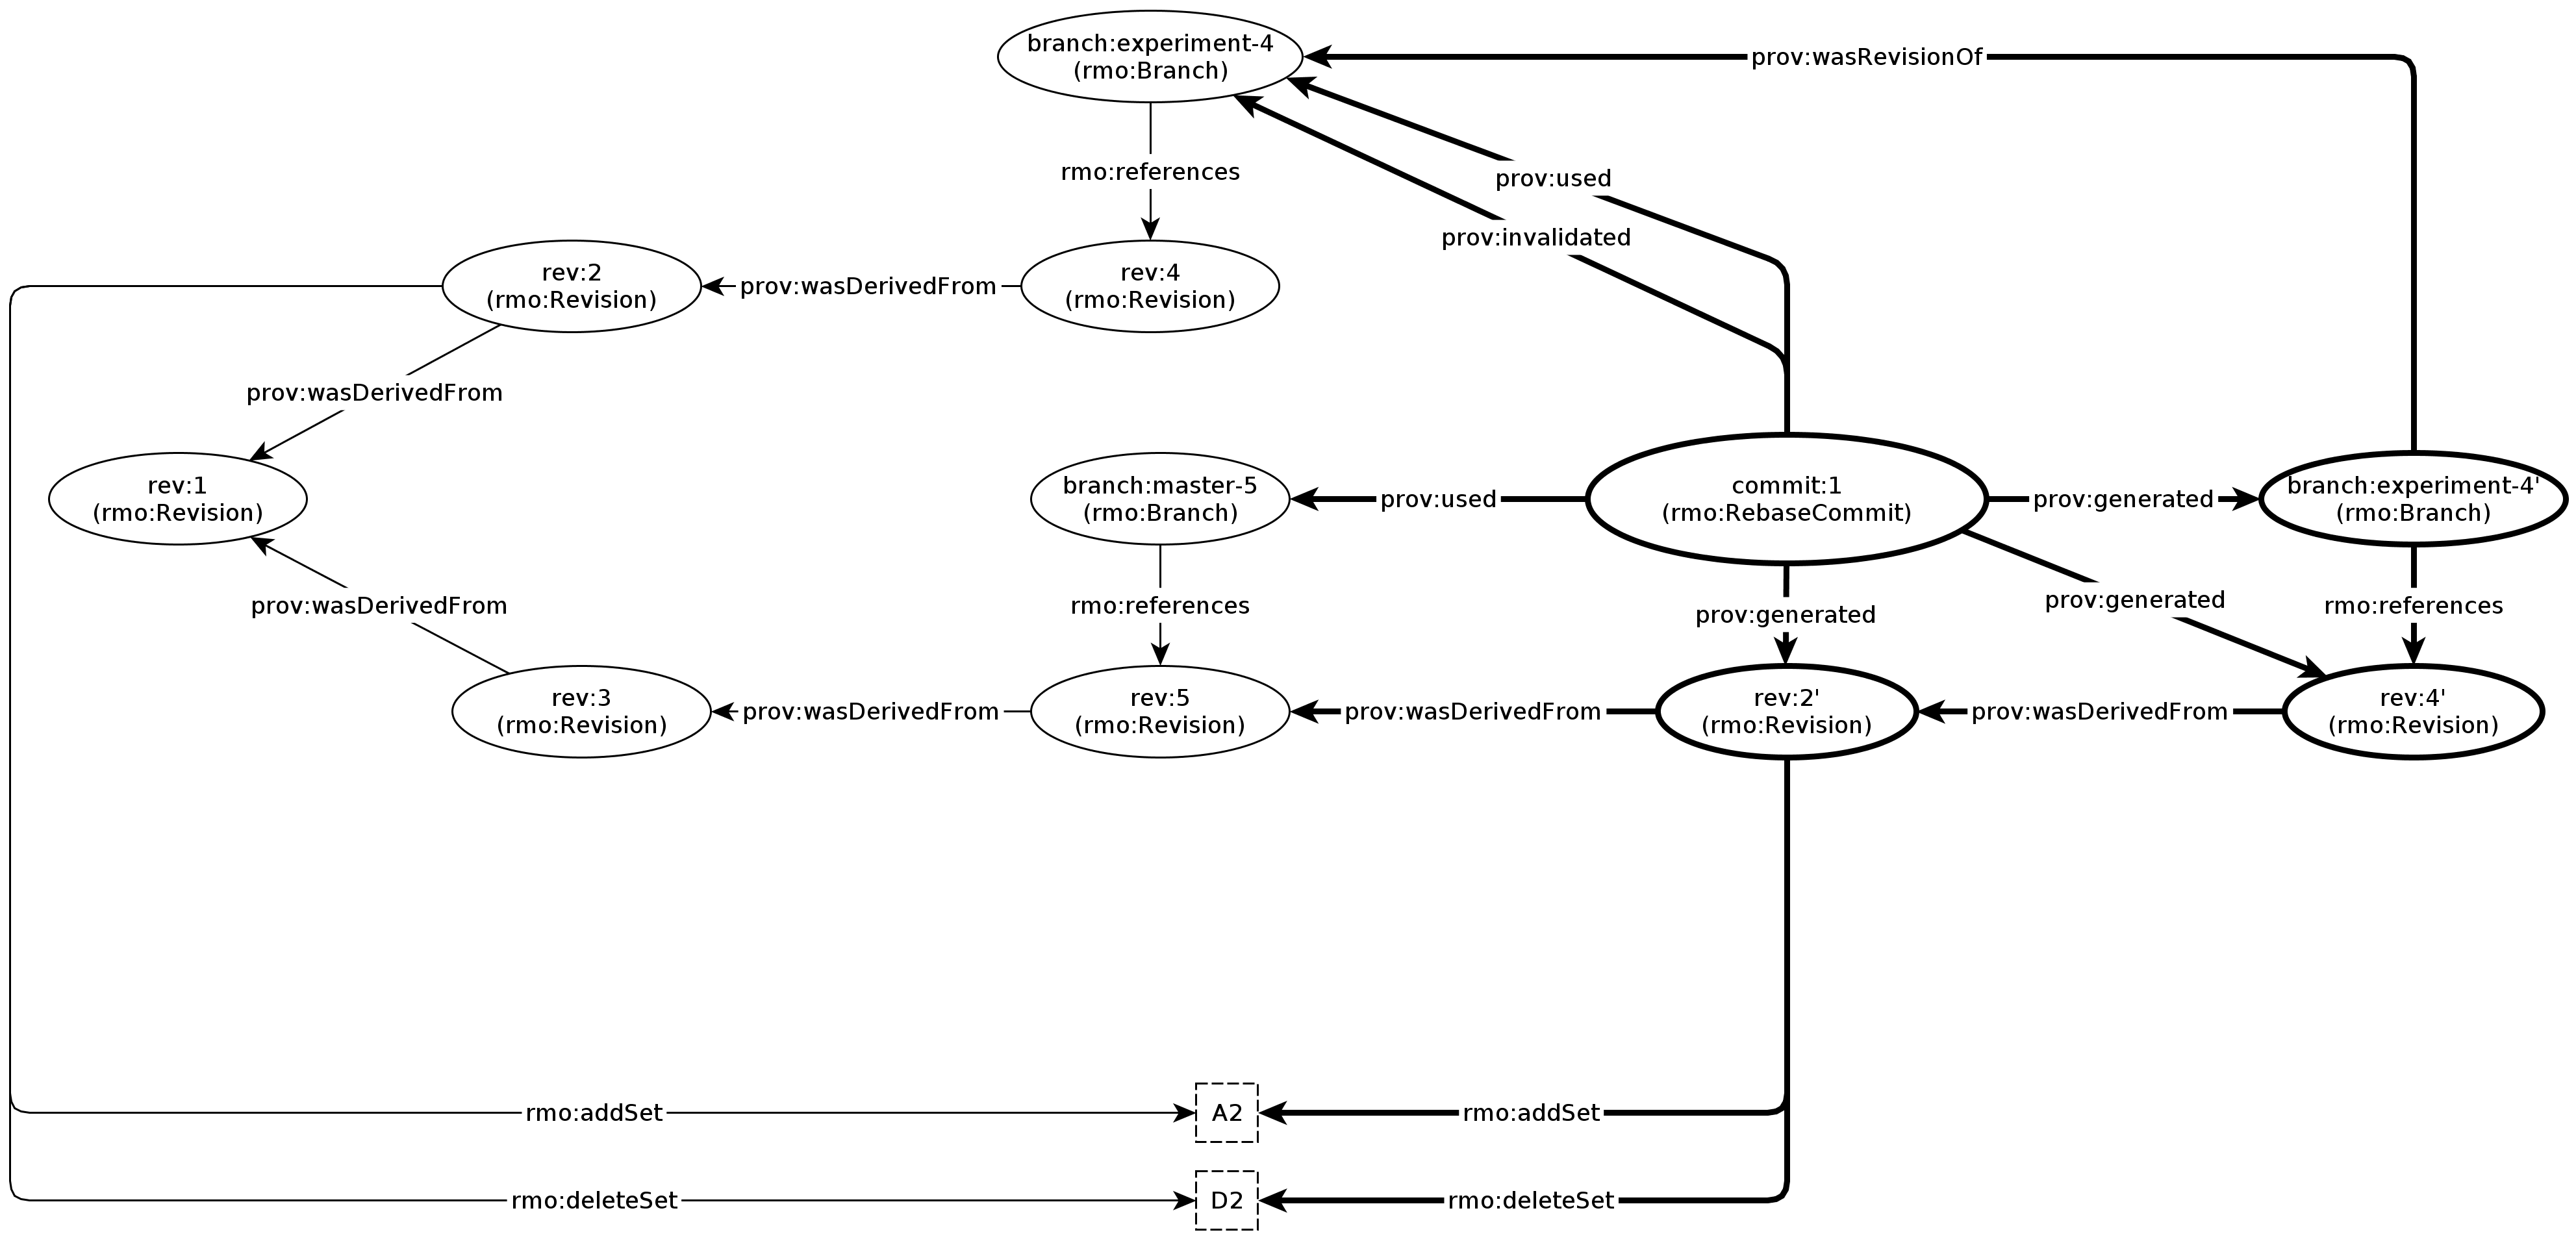 branch:experiment-4
(rmo:Branch)
prov:wasRevisionOf
rmo:references
prov:used
prov:invalidated
rev:2
(rmo:Revision)
prov:wasDerivedFrom
rev:4
(rmo:Revision)
prov:wasDerivedFrom
rev:1
(rmo:Revision)
branch:master-5
(rmo:Branch)
prov:used
commit:1
(rmo:RebaseCommit)
prov:generated
branch:experiment-4'
(rmo:Branch)
prov:wasDerivedFrom
rmo:references
prov:generated
prov:generated
rmo:references
rev:3
(rmo:Revision)
prov:wasDerivedFrom
rev:5
(rmo:Revision)
prov:wasDerivedFrom
rev:2'
(rmo:Revision)
prov:wasDerivedFrom
rev:4'
(rmo:Revision)
rmo:addSet
A2
rmo:addSet
rmo:deleteSet
D2
rmo:deleteSet